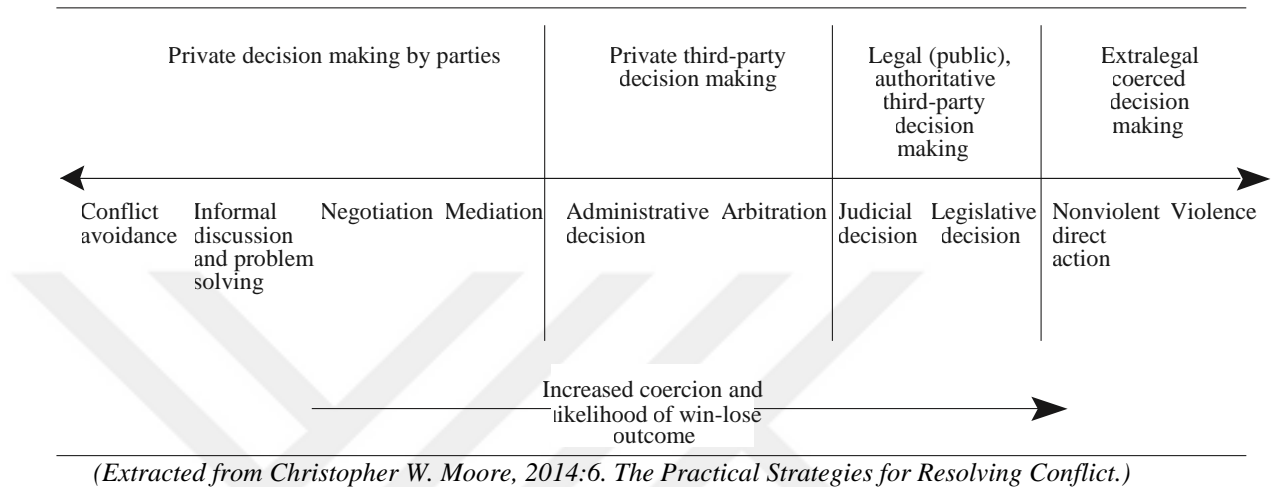 Private decision making by parties
Private third-party
decision making
Legal (public),
authoritative
third-party
decision
making
Extralegal
coerced
decision
making
Conflict
avoidance
Informal
discussion
and problem
solving
Negotiation
Mediation
Administrative
decision
Arbitration
Judicial
decision
Legislative
decision
Nonviolent
direct
action
Violence
Increased coercion and
likelihood of win-lose
outcome
(Extracted from Christopher W. Moore, 2014:6. The Practical Strategies for Resolving Conflict.)